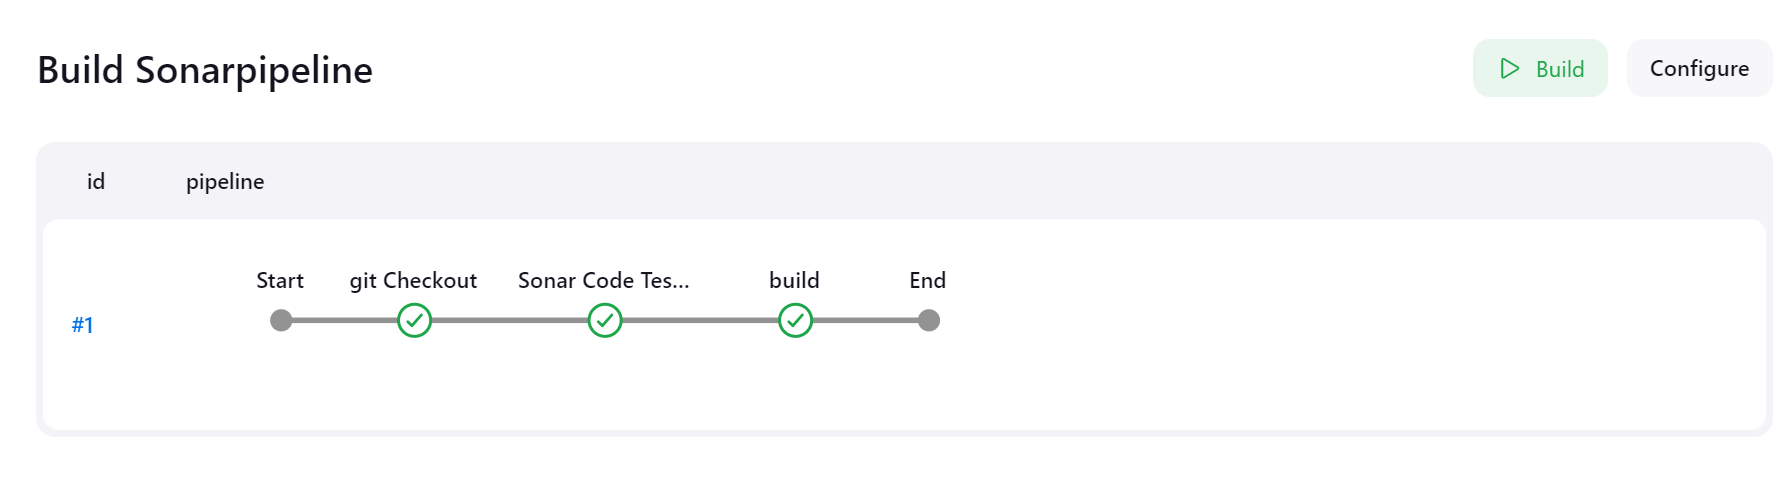 Build Sonarpipeline
Build
Configure
id pipeline
Start git Checkout Sonar Code Tes... build End
#1